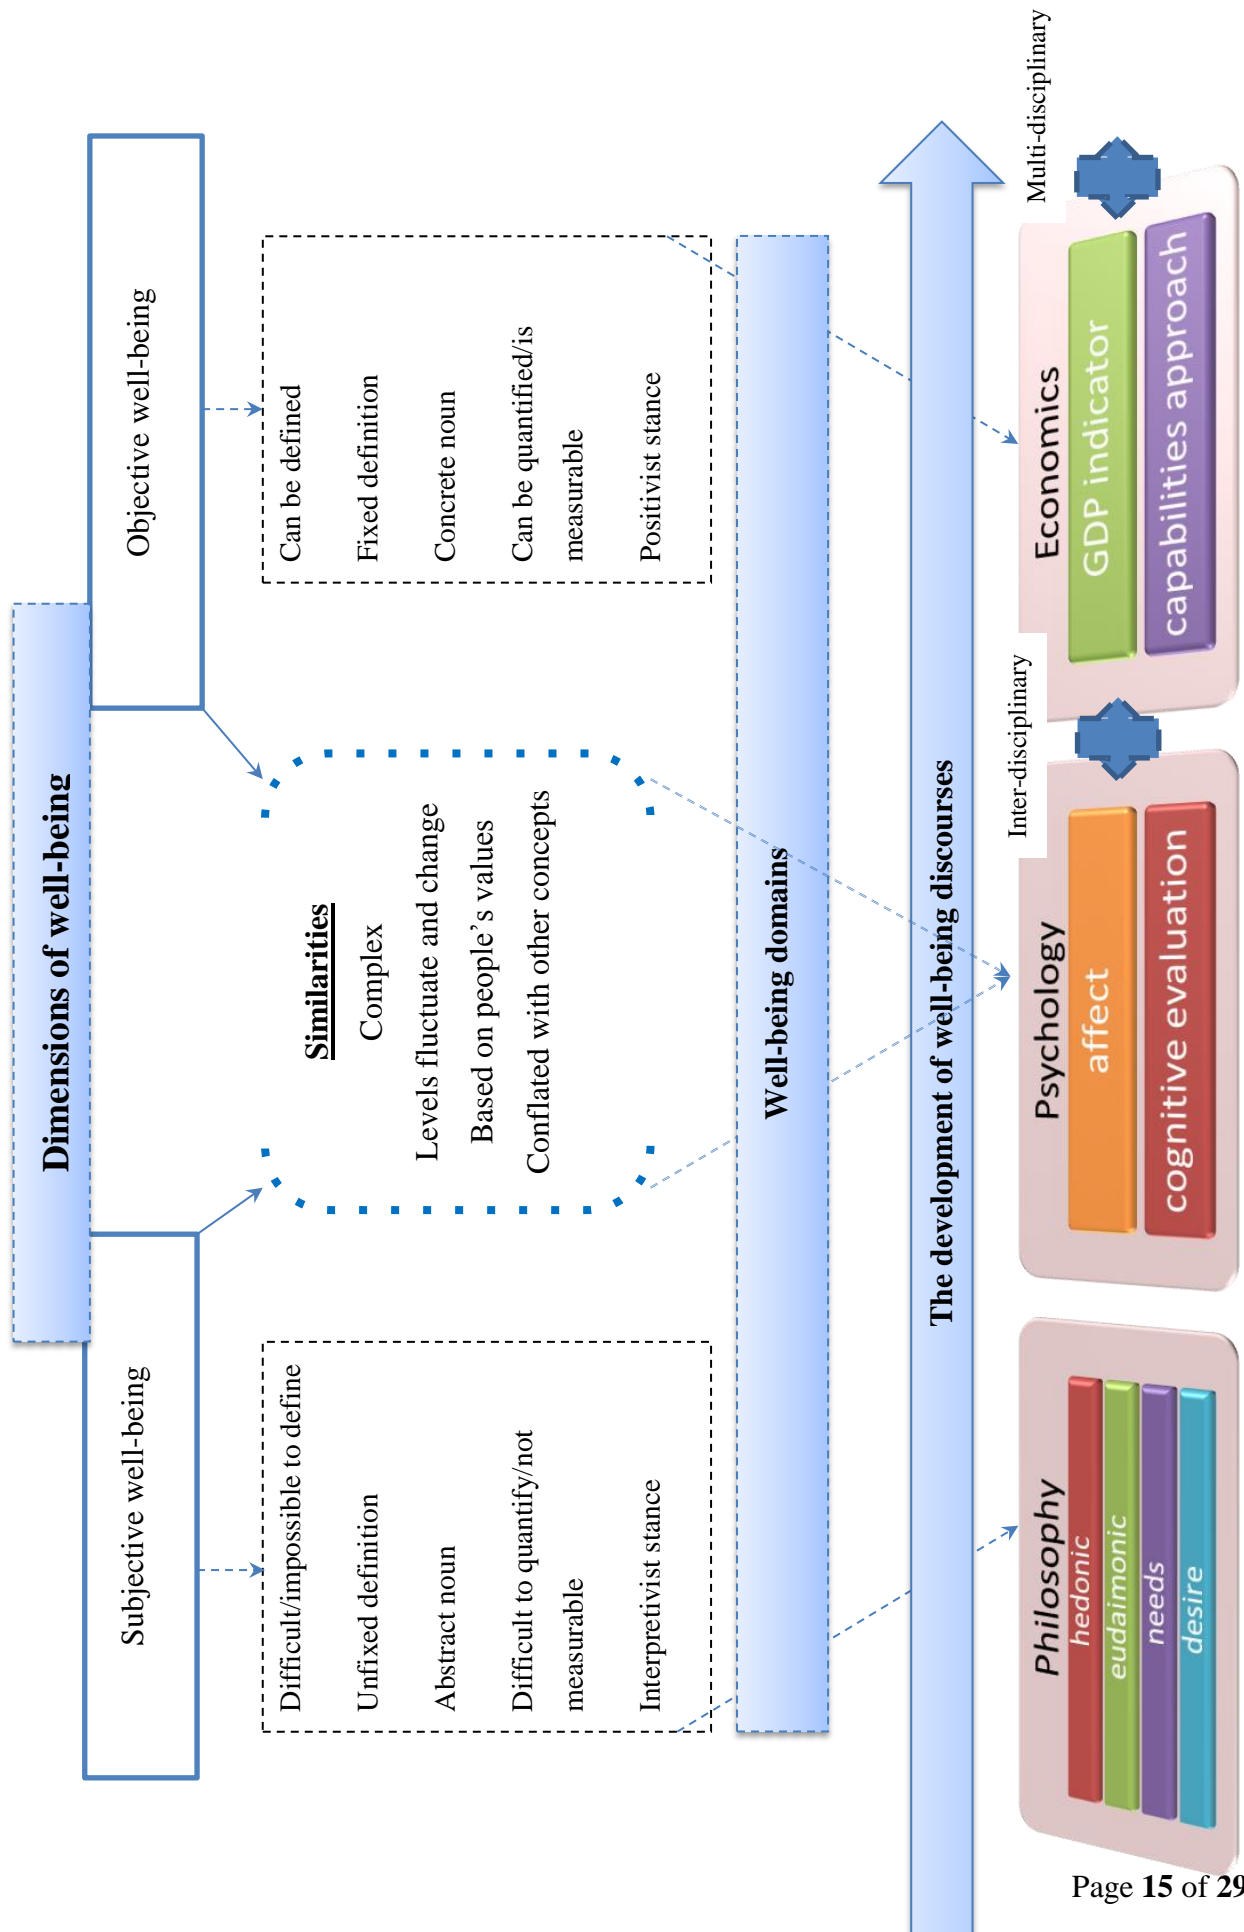 Dimensions of well-being
Subjective well-being
Objective well-being
Difficult/impossible to define
Unfixed definition
Abstract noun
Difficult to quantify/not
measurable
Interpretivist stance
Similarities
Complex
Levels fluctuate and change
Based on people's values
Conflated with other concepts
Can be defined
Fixed definition
Concrete noun
Can be quantified/is
measurable
Positivist stance
Well-being domains
The development of well-being discourses
Philosophy
hedonic
eudaimonic
needs
desire
Inter-disciplinary
Psychology
affect
cognitive evaluation
Multi-disciplinary
Economics
GDP indicator
capabilities approach
Page 15 of 29